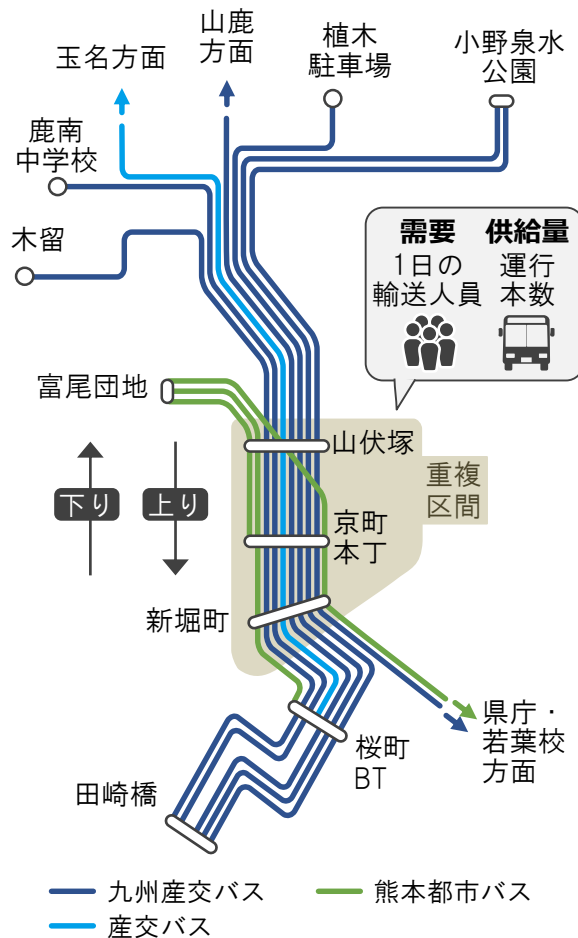 玉名方面
山鹿
方面
植木
駐車場
小野泉水
公園
鹿南
中学校
木留
需要 供給量
1日の
輸送人員
運行
本数
富尾団地
山伏塚
重複
区間
下り
上り
京町
本丁
新堀町
県庁・
若葉校
方面
桜町
BT
田崎橋
九州産交バス
熊本都市バス
産交バス